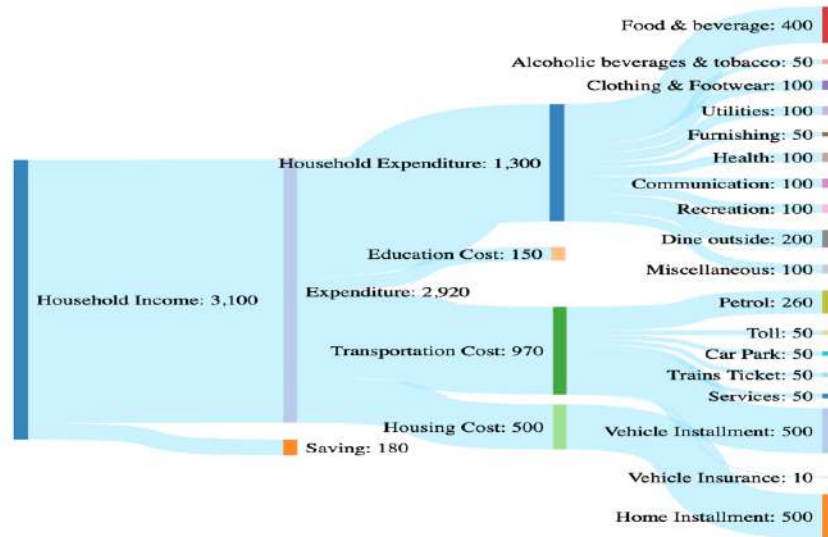 Household Income: 3,100
Expenditure: 2,920
Saving: 180
Household Expenditure: 1,300
Education Cost: 150
Transportation Cost: 970
Housing Cost: 500
Food & beverage: 400
Alcoholic beverages & tobacco: 50
Clothing & Footwear: 100
Utilities: 100
Furnishing: 50
Health: 100
Communication: 100
Recreation: 100
Dine outside: 200
Miscellaneous: 100
Petrol: 260
Toll: 50
Car Park: 50
Trains Ticket: 50
Services: 50
Vehicle Installment: 500
Vehicle Insurance: 10
Home Installment: 500